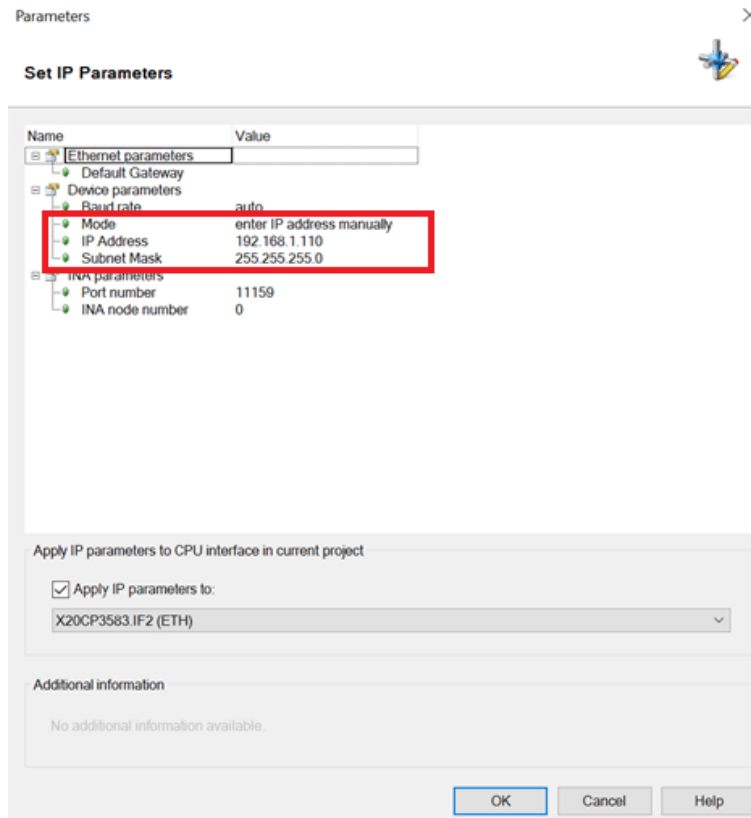 Parameters
Set IP Parameters
Name Value
Ethernet parameters
Default Gateway
Device parameters
Baud rate auto
Mode enter IP address manually
IP Address 192.168.1.110
Subnet Mask 255.255.255.0
INA parameters
Port number 11159
INA node number 0
Apply IP parameters to CPU interface in current project
Apply IP parameters to:
X20CP3583.IF2 (ETH)
Additional information
No additional information available.
OK Cancel Help